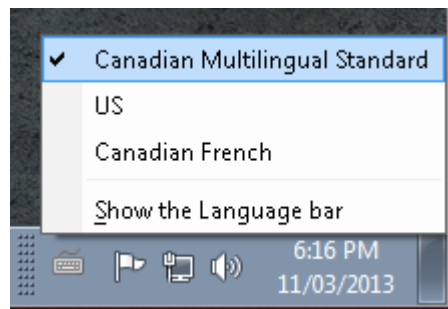 Canadian Multilingual Standard
US
Canadian French
Show the Language bar
6:16 PM
11/03/2013